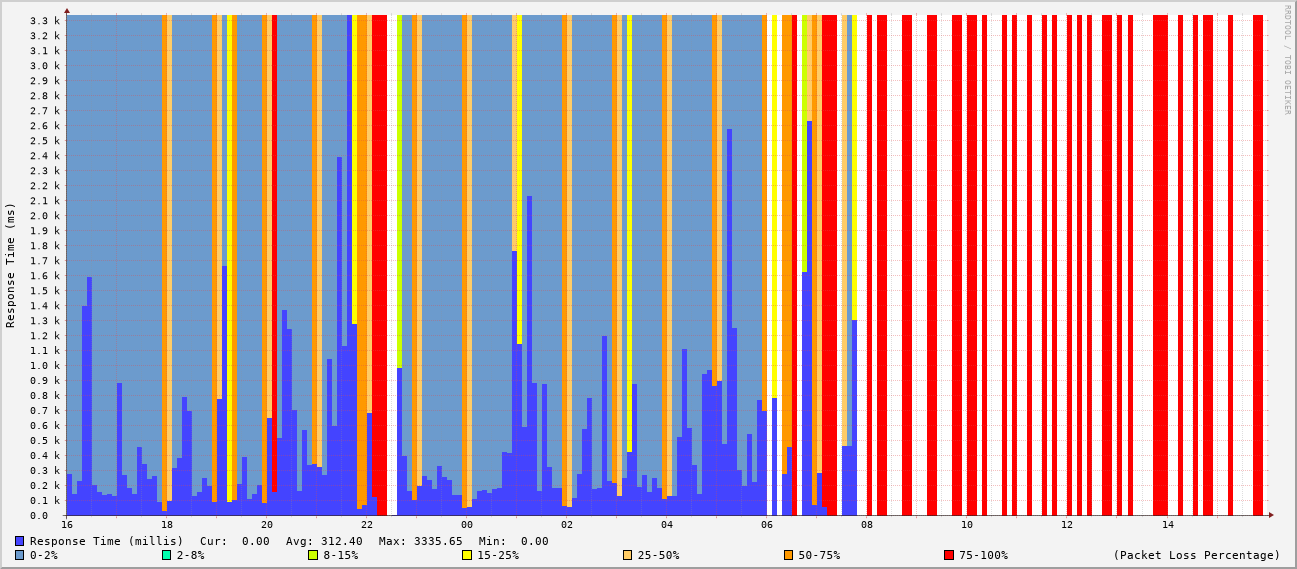 RRDTOOL / TOBI OETIKER
Response Time (ms)
3.3 k
3.2 k
3.1 k
3.0 k
2.9 k
2.8 k
2.7 k
2.6 k
2.5 k
2.4 k
2.3 k
2.2 k
2.1 k
2.0 k
1.9 k
1.8 k
1.7 k
1.6 k
1.5 k
1.4 k
1.3 k
1.2 k
1.1 k
1.0 k
0.9 k
0.8 k
0.7 k
0.6 k
0.5 k
0.4 k
0.3 k
0.2 k
0.1 k
0.0
16 18 20 22 00 02 04 06 08 10 12 14
Response Time (millis) Cur: 0.00 Avg: 312.40 Max: 3335.65 Min: 0.00
0-2% 2-8% 8-15% 15-25% 25-50% 50-75% 75-100% (Packet Loss Percentage)